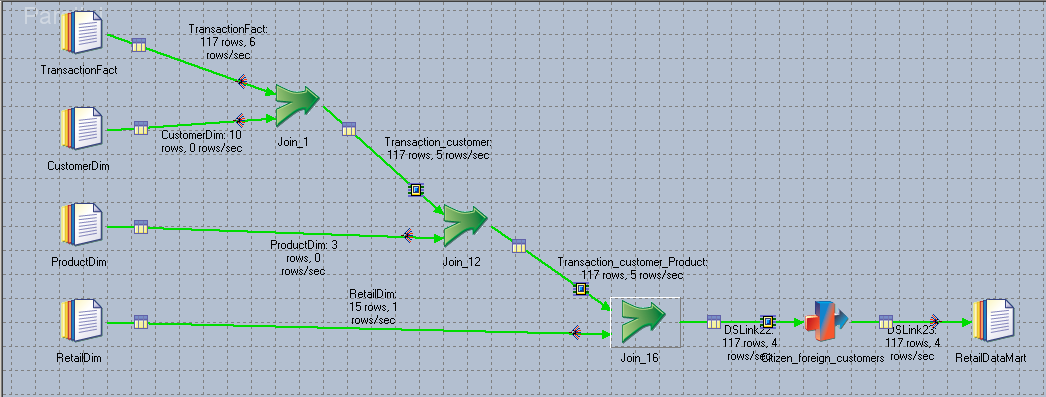 TransactionFact
TransactionFact:
117 rows, 6
rows/sec
CustomerDim
CustomerDim: 10
rows, 0 rows/sec
Join_1
Transaction_customer:
117 rows, 5 rows/sec
ProductDim
ProductDim: 3
rows, 0
rows/sec
Join_12
Transaction_customer_Product:
117 rows, 5 rows/sec
RetailDim
RetailDim:
15 rows, 1
rows/sec
Join_16
DSLink22:
117 rows, 4
rows/sec
Citizen_foreign_customers
DSLink23:
117 rows, 4
rows/sec
RetailDataMart